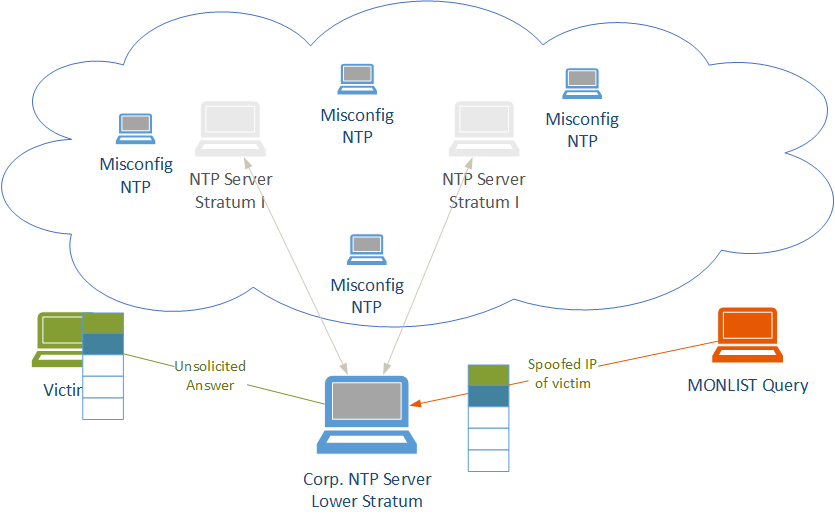 Misconfig
NTP
Misconfig
NTP
Misconfig
NTP
NTP Server
Stratum I
NTP Server
Stratum I
Misconfig
NTP
Unsolicited
Answer
Spoofed IP
of victim
Victim
MONLIST Query
Corp. NTP Server
Lower Stratum